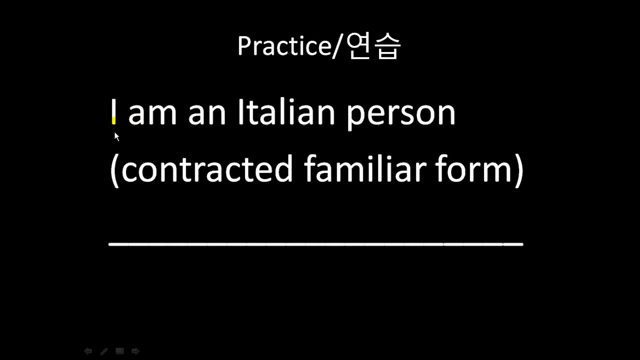 Practice/연습
I am an Italian person
(contracted familiar form)